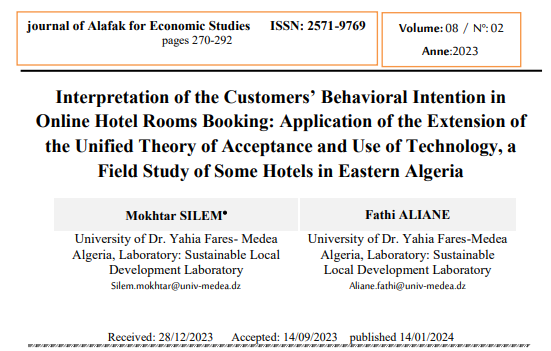 journal of Alafak for Economic Studies ISSN: 2571-9769
pages 270-292
Volume: 08 / N°: 02
Anne:2023
Interpretation of the Customers’ Behavioral Intention in
Online Hotel Rooms Booking: Application of the Extension of
the Unified Theory of Acceptance and Use of Technology, a
Field Study of Some Hotels in Eastern Algeria
Mokhtar SILEM•
University of Dr. Yahia Fares- Medea
Algeria, Laboratory: Sustainable Local
Development Laboratory
Silem.mokhtar@univ-medea.dz
Fathi ALIANE
University of Dr. Yahia Fares-Medea
Algeria, Laboratory: Sustainable
Local Development Laboratory
Aliane.fathi@univ-medea.dz
Received: 28/12/2023 Accepted: 14/09/2023 published 14/01/2024